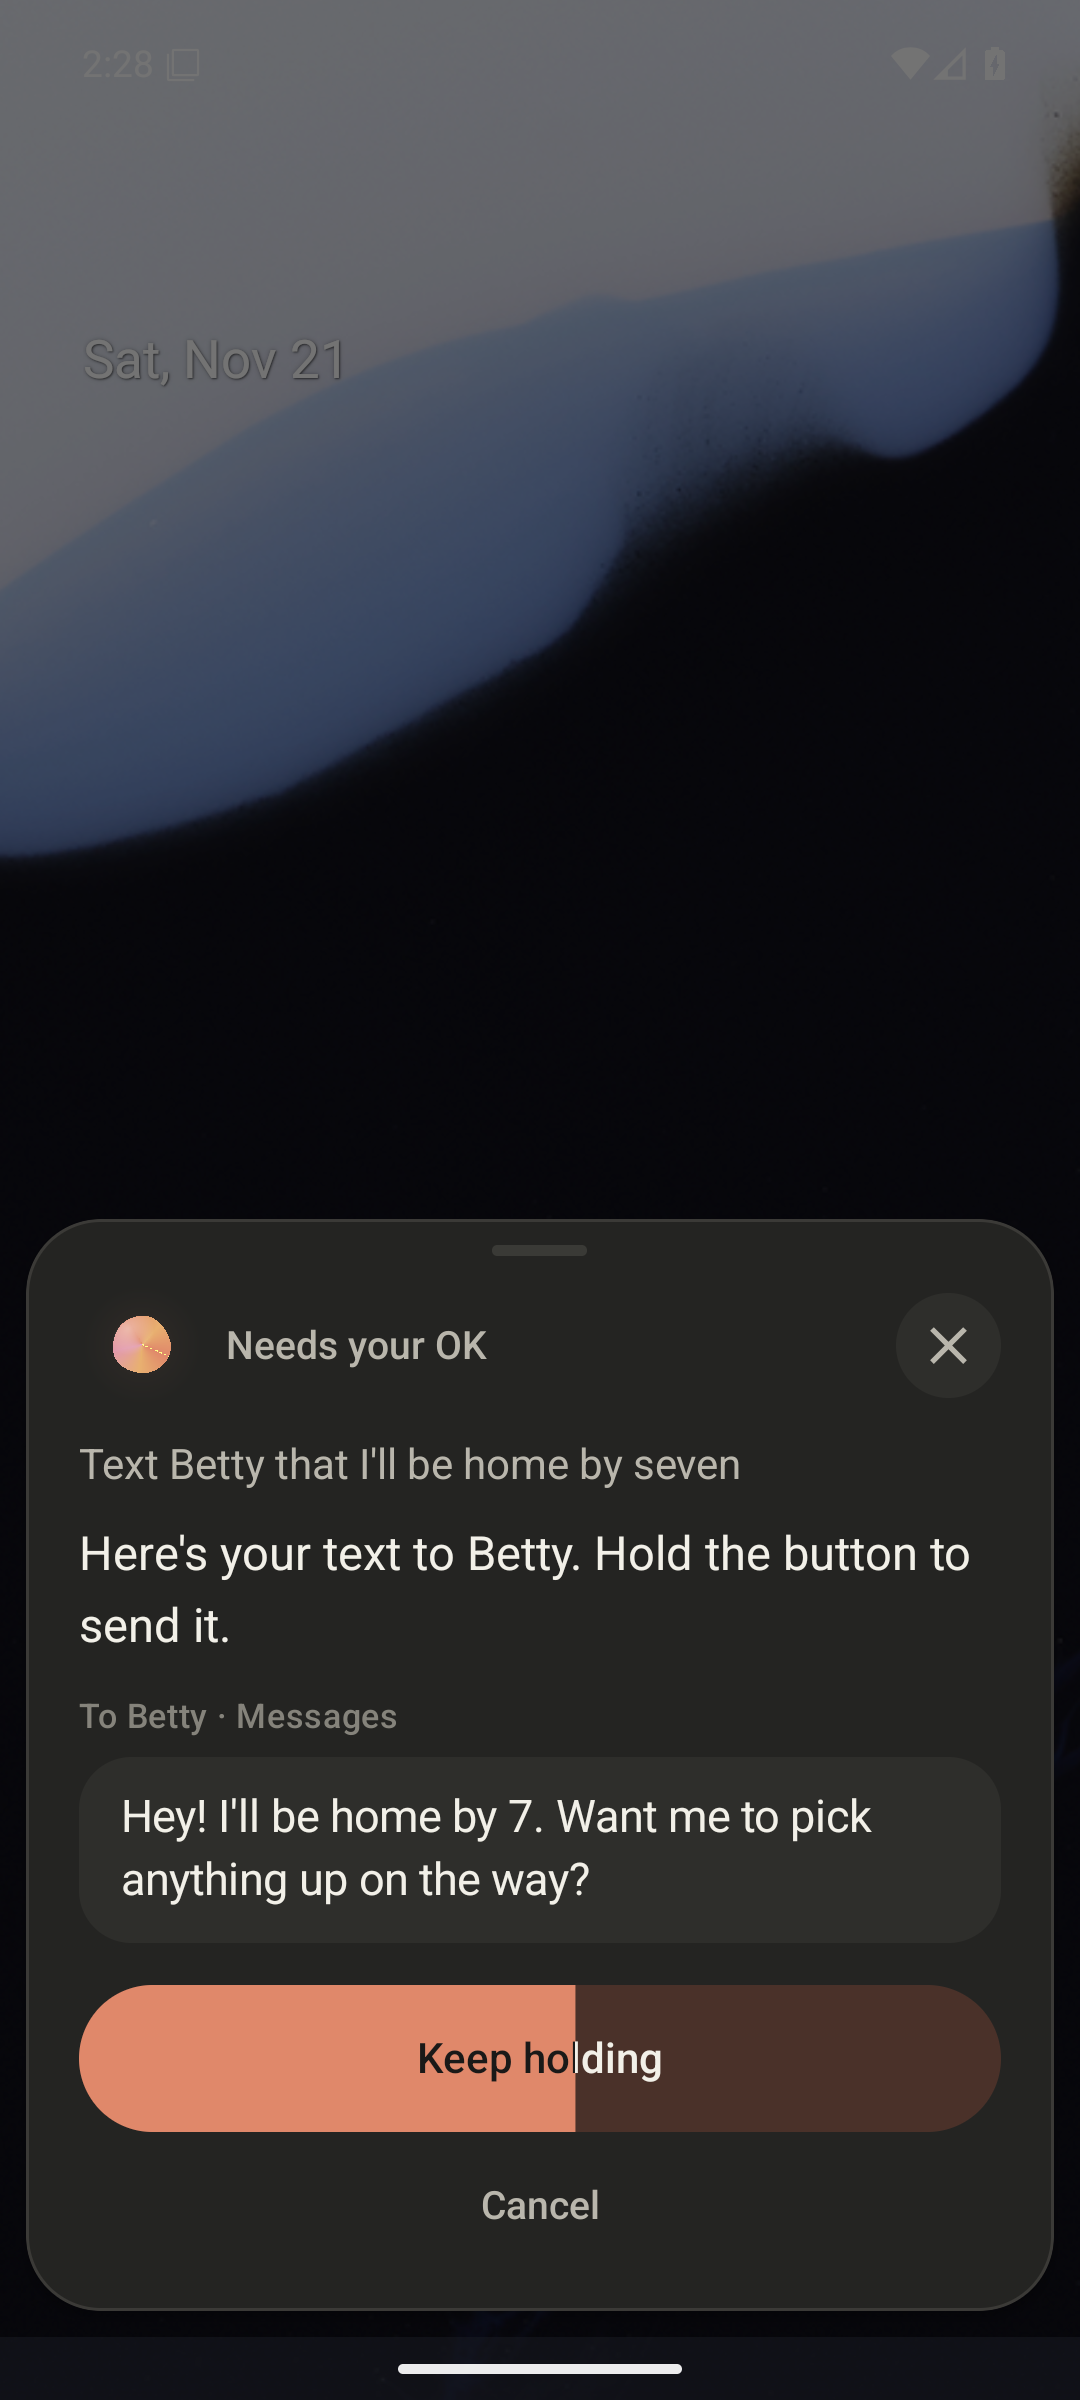 2:28
Sat, Nov 21
Needs your OK
Text Betty that I'll be home by seven
Here's your text to Betty. Hold the button to
send it.
To Betty · Messages
Hey! I'll be home by 7. Want me to pick
anything up on the way?
Keep holding
Cancel